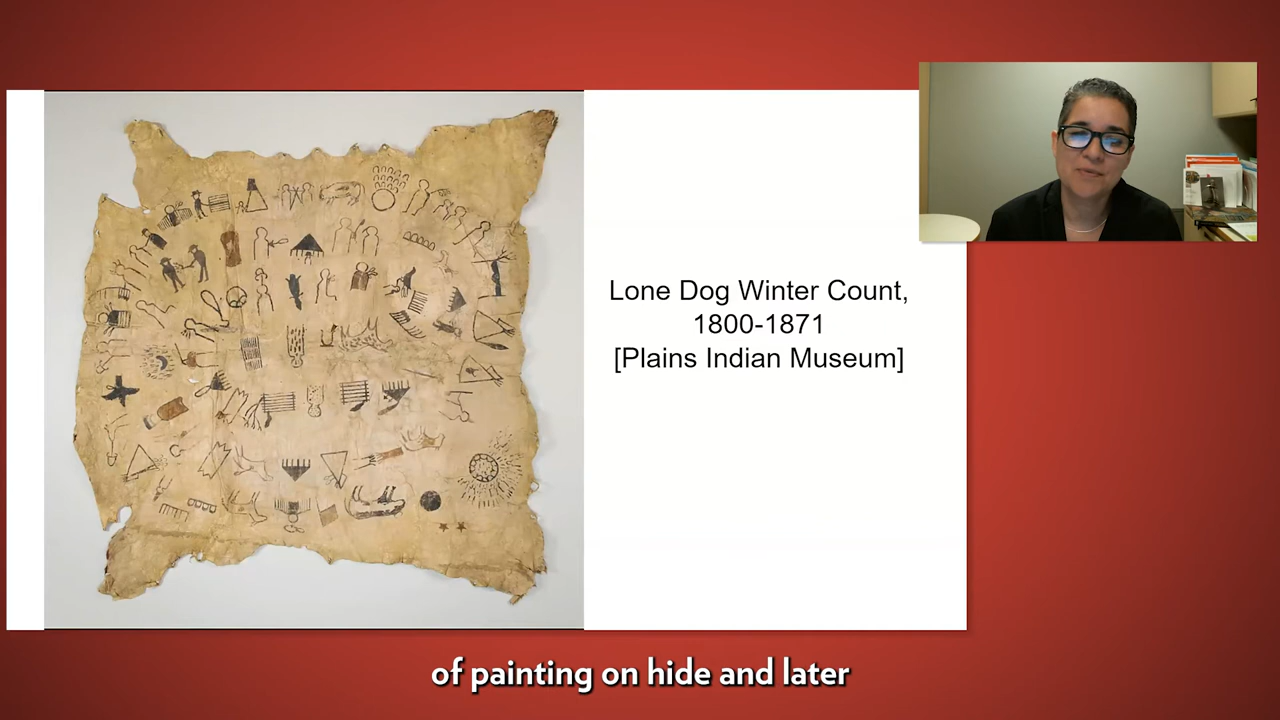 Lone Dog Winter Count,
1800-1871
[Plains Indian Museum]
of painting on hide and later